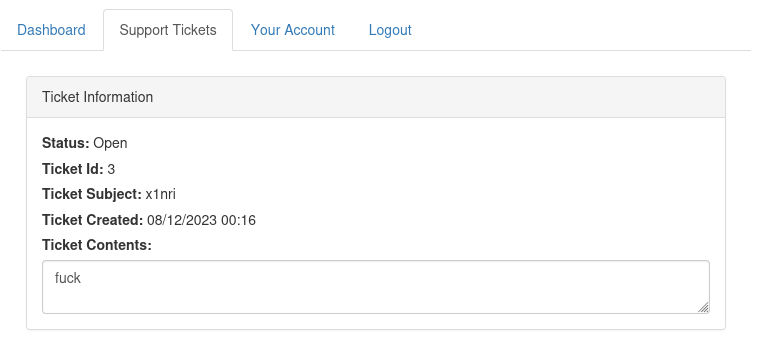 Dashboard Support Tickets Your Account Logout
Ticket Information
Status: Open
Ticket Id: 3
Ticket Subject: x1nri
Ticket Created: 08/12/2023 00:16
Ticket Contents:
fuck